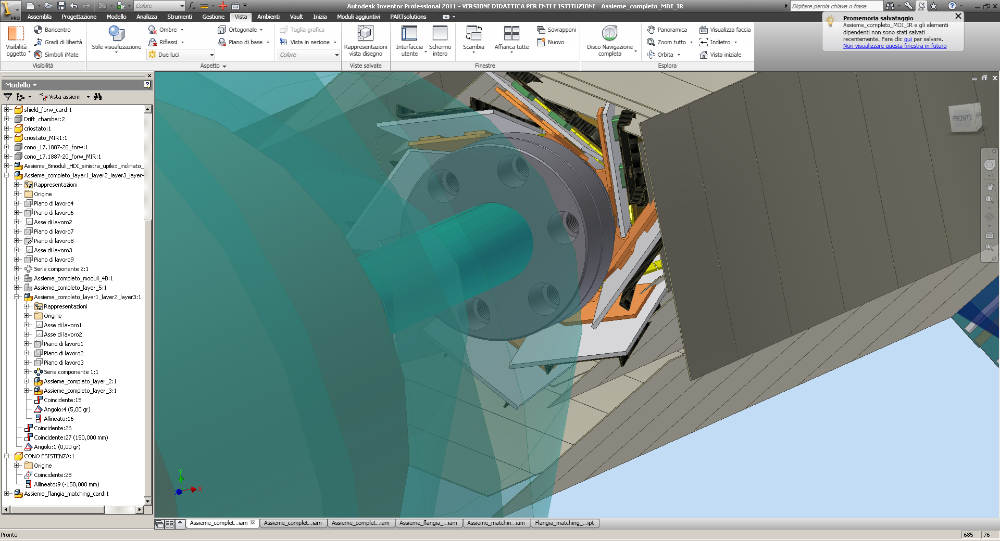 Autodesk Inventor Professional 2011 - VERSIONE DIDATTICA PER ENTI E ISTITUZIONI Assieme_completo_MDI_IR
Colore
Digitare parola chiave o frase
PRO
Assembla Progettazione Modello Analizza Strumenti Gestione Vista Ambienti Vault Inizia Moduli aggiuntivi PARTsolutions
Visibilità oggetto
Baricentro
Gradi di libertà
Simboli iMate
Visibilità
Stile visualizzazione
Ombre
Riflessi
Due luci
Ortogonale
Piano di base
Taglia grafica
Vista in sezione
Colore
Aspetto
Rappresentazioni vista disegno
Viste salvate
Interfaccia utente
Schermo intero
Scambia
Affianca tutte
Sovrapponi
Nuovo
Finestre
Disco Navigazione completa
Panoramica
Zoom tutto
Orbita
Visualizza faccia
Indietro
Vista iniziale
Esplora
Promemoria salvataggio
Assieme_completo_MDI_IR e gli elementi
dipendenti non sono stati salvati
recentemente. Fare clic qui per salvare.
Non visualizzare questa finestra in futuro
Modello
Vista assiemi
shield_forw_card:1
Drift_chamber:2
criostato:1
criostato_MIR1:1
cono_17.1887-20_forw:1
cono_17.1887-20_forw_MIR:1
Assieme_8moduli_HDI_sinistra_upilex_inclinato_
Assieme_completo_layer1_layer2_layer3_layer4
Rappresentazioni
Origine
Piano di lavoro4
Piano di lavoro6
Asse di lavoro2
Piano di lavoro7
Piano di lavoro8
Asse di lavoro3
Piano di lavoro9
Serie componente 2:1
Assieme_completo_moduli_4B:1
Assieme_completo_layer_5:1
Assieme_completo_layer1_layer2_layer3:1
Rappresentazioni
Origine
Asse di lavoro1
Asse di lavoro2
Piano di lavoro1
Piano di lavoro2
Piano di lavoro3
Serie componente 1:1
Assieme_completo_layer_2:1
Assieme_completo_layer_3:1
Coincidente:15
Angolo:4 (5,00 gr)
Allineato:16
Coincidente:26
Coincidente:27 (150,000 mm)
Angolo:1 (0,00 gr)
CONO ESISTENZA:1
Origine
Coincidente:28
Allineato:9 (-150,000 mm)
Assieme_flangia_matching_card:1
FRONTE
Y
X
Z
Assieme_complet...iam Assieme_complet...iam Assieme_complet...iam Assieme_flangia_...iam Assieme_matchin...iam Flangia_matching_...ipt
Pronto
685 76